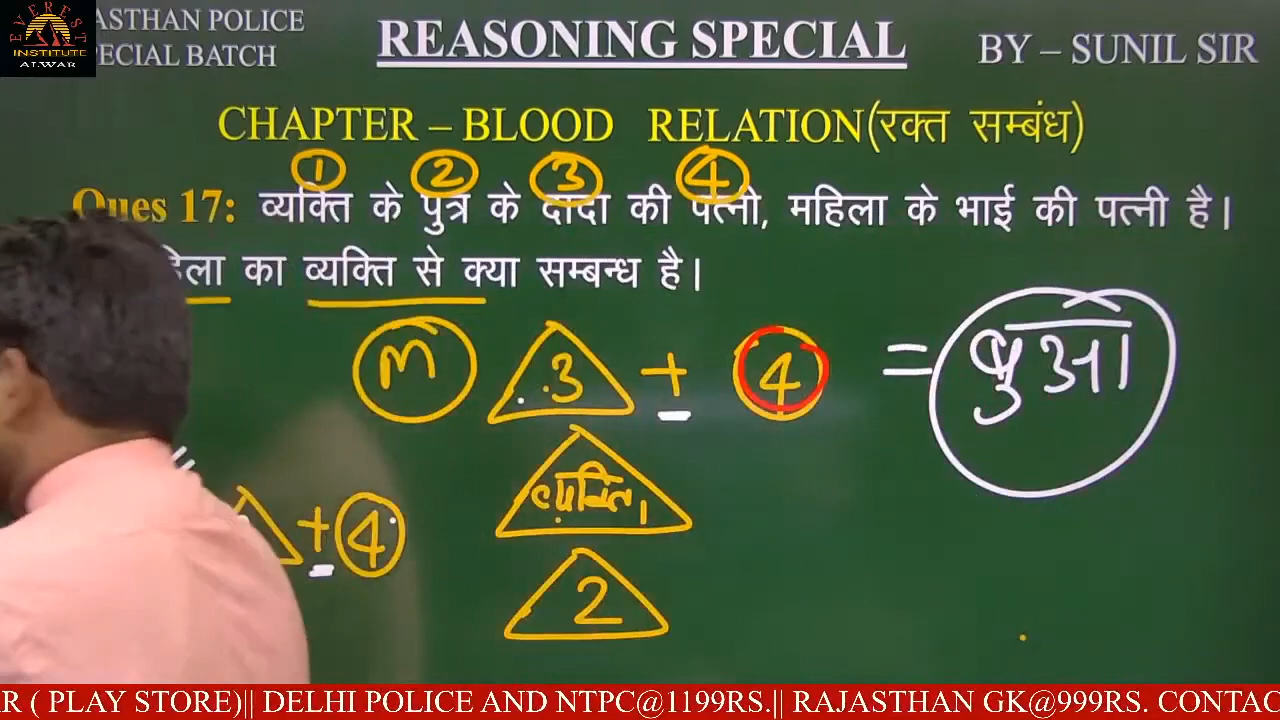 EVEREST
INSTITUTE
ALWAR
ASTHAN POLICE
PECIAL BATCH
REASONING SPECIAL
BY – SUNIL SIR
CHAPTER – BLOOD RELATION(रक्त सम्बंध)
1 2 3 4
Ques 17: व्यक्ति के पुत्र के दादा की पत्नी, महिला के भाई की पत्नी है।
हिला का व्यक्ति से क्या सम्बन्ध है।
m 3 + 4 = बुआ
व्यक्ति 1
+ 4
2
R ( PLAY STORE)|| DELHI POLICE AND NTPC@1199RS.|| RAJASTHAN GK@999RS. CONTAC